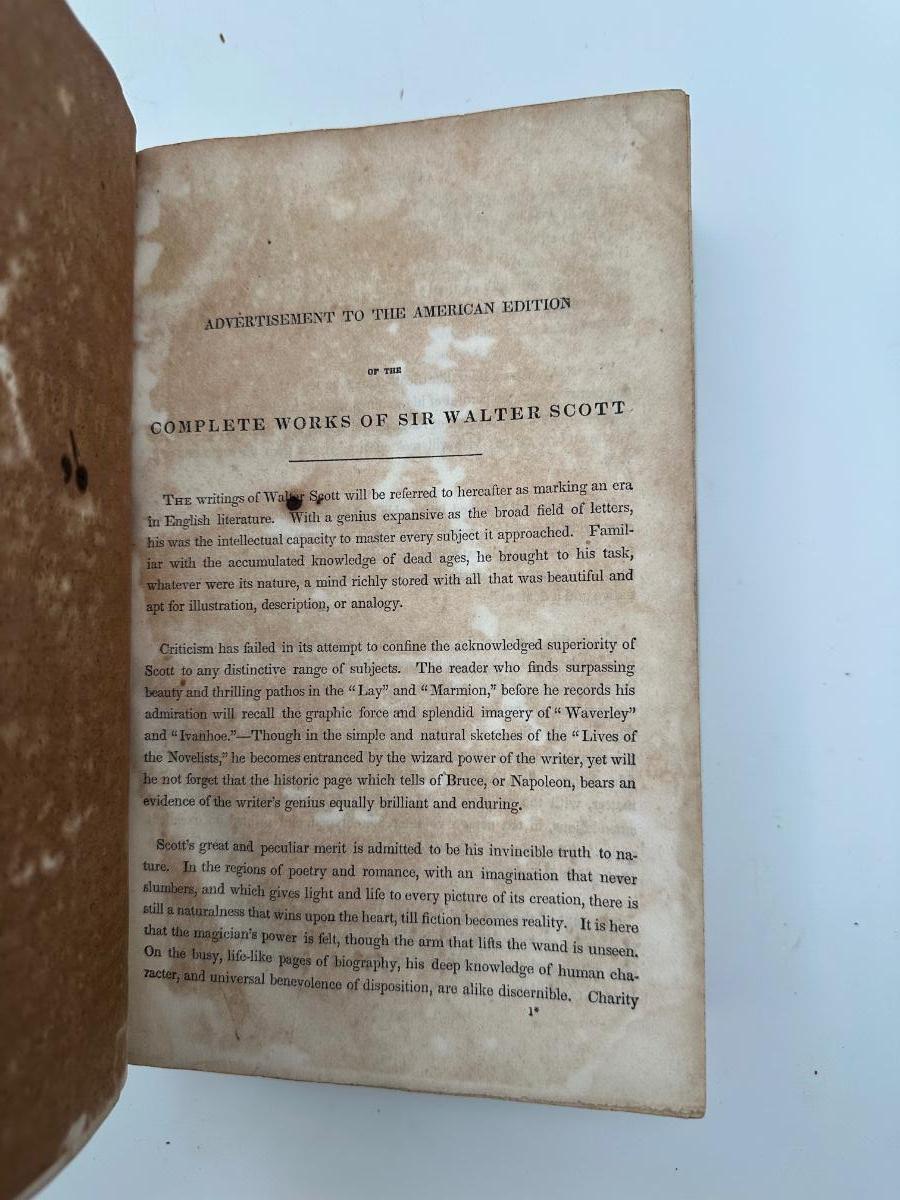 ADVERTISEMENT TO THE AMERICAN EDITION
OF THE
COMPLETE WORKS OF SIR WALTER SCOTT
THE writings of Walter Scott will be referred to hereafter as marking an era
in English literature. With a genius expansive as the broad field of letters,
his was the intellectual capacity to master every subject it approached. Famil-
iar with the accumulated knowledge of dead ages, he brought to his task,
whatever were its nature, a mind richly stored with all that was beautiful and
apt for illustration, description, or analogy.
Criticism has failed in its attempt to confine the acknowledged superiority of
Scott to any distinctive range of subjects. The reader who finds surpassing
beauty and thrilling pathos in the “Lay” and “Marmion,” before he records his
admiration will recall the graphic force and splendid imagery of “Waverley”
and “Ivanhoe.”—Though in the simple and natural sketches of the “Lives of
the Novelists,” he becomes entranced by the wizard power of the writer, yet will
he not forget that the historic page which tells of Bruce, or Napoleon, bears an
evidence of the writer's genius equally brilliant and enduring.
Scott's great and peculiar merit is admitted to be his invincible truth to na-
ture. In the regions of poetry and romance, with an imagination that never
slumbers, and which gives light and life to every picture of its creation, there is
still a naturalness that wins upon the heart, till fiction becomes reality. It is here
that the magician's power is felt, though the arm that lifts the wand is unseen.
On the busy, life-like pages of biography, his deep knowledge of human cha-
racter, and universal benevolence of disposition, are alike discernible. Charity
1*